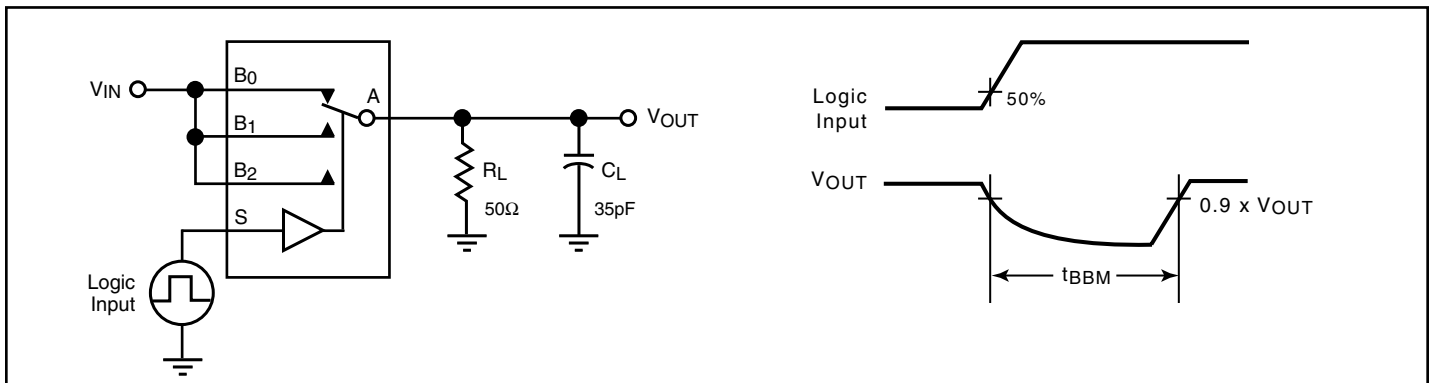 VIN
B0
A
B1
B2
S
Logic
Input
RL
50Ω
CL
35pF
VOUT
Logic
Input
50%
VOUT
0.9 x VOUT
tBBM